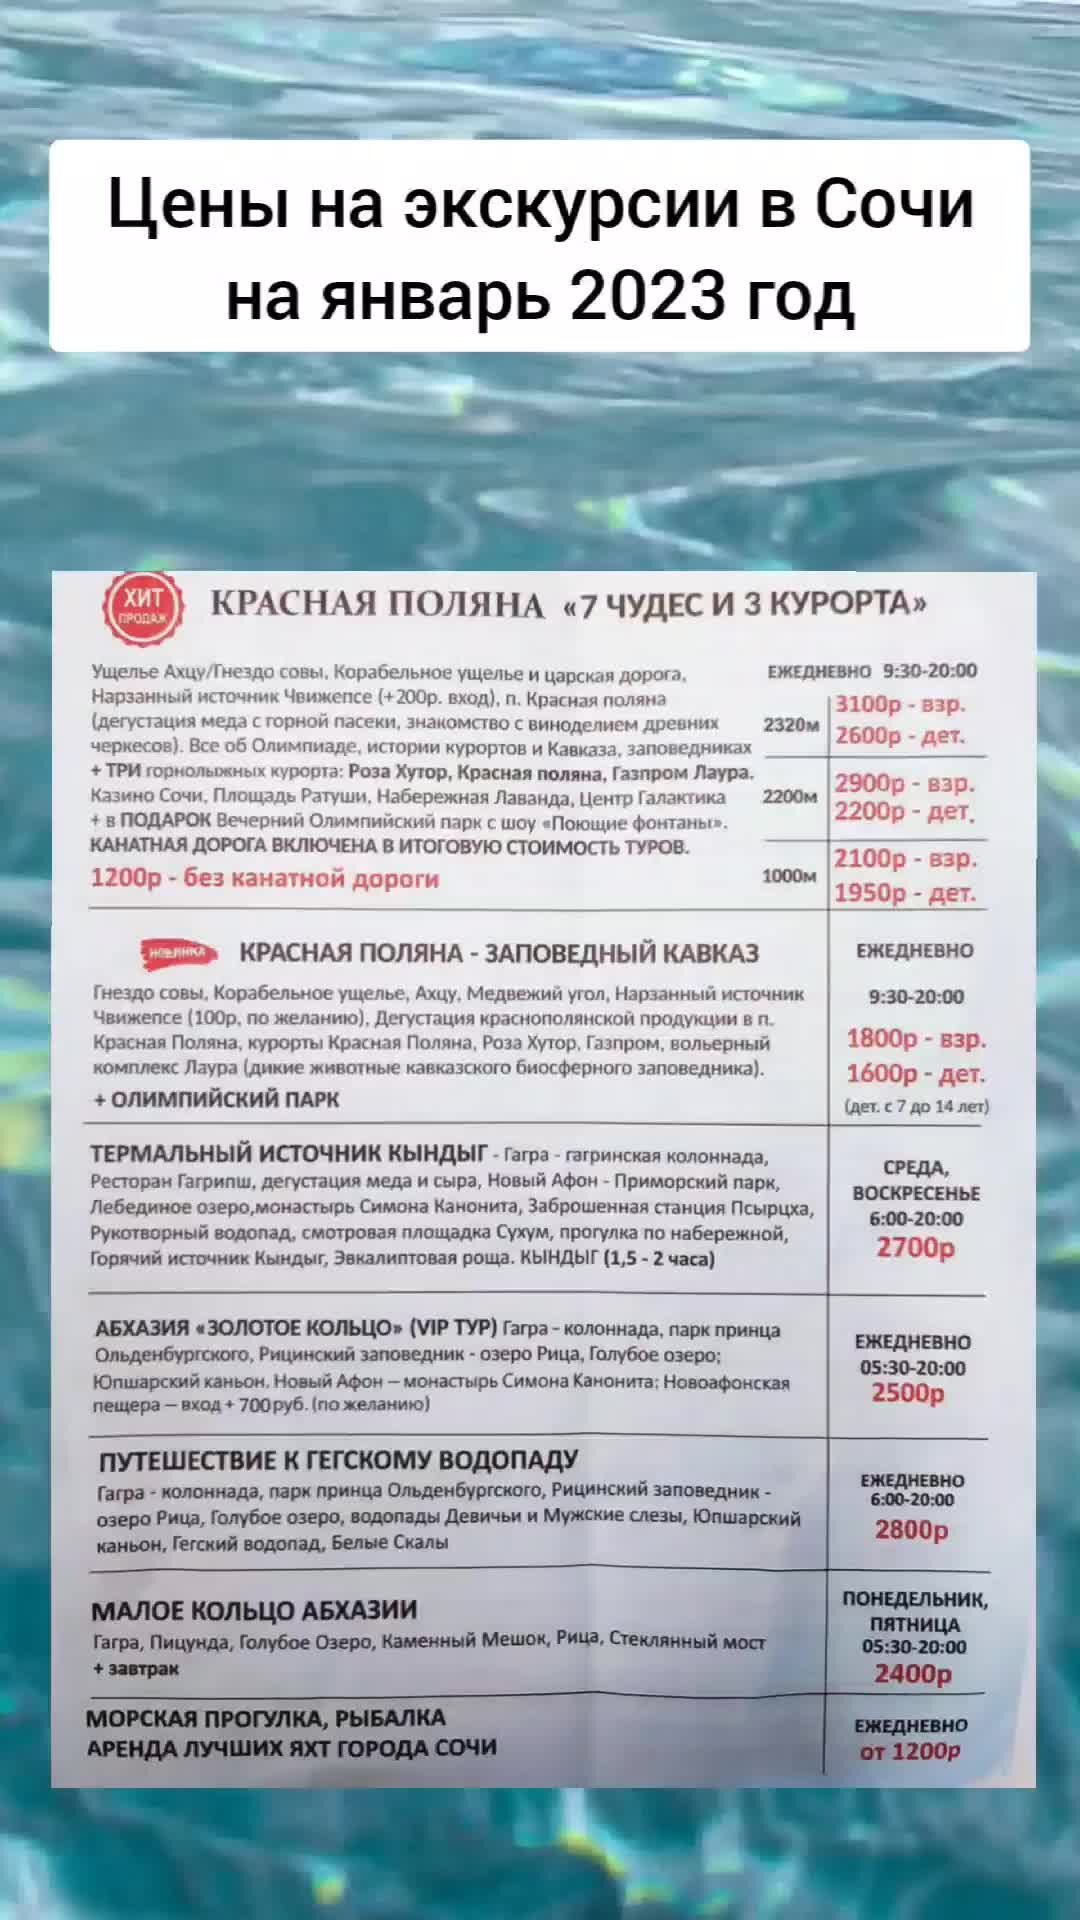 Цены на экскурсии в Сочи
на январь 2023 год
ХИТ
ПРОДАЖ
КРАСНАЯ ПОЛЯНА «7 ЧУДЕС И 3 КУРОРТА»
Ущелье Ахцу/Гнездо совы, Корабельное ущелье и царская дорога,
Нарзанный источник Чвижепсе (+200р. вход), п. Красная поляна
(дегустация меда с горной пасеки, знакомство с виноделием древних
черкесов). Все об Олимпиаде, истории курортов и Кавказа, заповедниках
+ ТРИ горнолыжных курорта: Роза Хутор, Красная поляна, Газпром Лаура.
Казино Сочи, Площадь Ратуши, Набережная Лаванда, Центр Галактика
+ в ПОДАРОК Вечерний Олимпийский парк с шоу «Поющие фонтаны».
КАНАТНАЯ ДОРОГА ВКЛЮЧЕНА В ИТОГОВУЮ СТОИМОСТЬ ТУРОВ.
1200р - без канатной дороги
ЕЖЕДНЕВНО 9:30-20:00
2320м
3100р - взр.
2600р - дет.
2200м
2900р - взр.
2200р - дет.
1000м
2100р - взр.
1950р - дет.
НОВИНКА
КРАСНАЯ ПОЛЯНА - ЗАПОВЕДНЫЙ КАВКАЗ
Гнездо совы, Корабельное ущелье, Ахцу, Медвежий угол, Нарзанный источник
Чвижепсе (100р, по желанию), Дегустация краснополянской продукции в п.
Красная Поляна, курорты Красная Поляна, Роза Хутор, Газпром, вольерный
комплекс Лаура (дикие животные кавказского биосферного заповедника).
+ ОЛИМПИЙСКИЙ ПАРК
ЕЖЕДНЕВНО
9:30-20:00
1800р - взр.
1600р - дет.
(дет. с 7 до 14 лет)
ТЕРМАЛЬНЫЙ ИСТОЧНИК КЫНДЫГ - Гагра - гагринская колоннада,
Ресторан Гагрипш, дегустация меда и сыра, Новый Афон - Приморский парк,
Лебединое озеро,монастырь Симона Канонита, Заброшенная станция Псырцха,
Рукотворный водопад, смотровая площадка Сухум, прогулка по набережной,
Горячий источник Кындыг, Эвкалиптовая роща. КЫНДЫГ (1,5 - 2 часа)
СРЕДА,
ВОСКРЕСЕНЬЕ
6:00-20:00
2700р
АБХАЗИЯ «ЗОЛОТОЕ КОЛЬЦО» (VIP ТУР) Гагра - колоннада, парк принца
Ольденбургского, Рицинский заповедник - озеро Рица, Голубое озеро;
Юпшарский каньон. Новый Афон – монастырь Симона Канонита; Новоафонская
пещера – вход + 700 руб. (по желанию)
ЕЖЕДНЕВНО
05:30-20:00
2500р
ПУТЕШЕСТВИЕ К ГЕГСКОМУ ВОДОПАДУ
Гагра - колоннада, парк принца Ольденбургского, Рицинский заповедник -
озеро Рица, Голубое озеро, водопады Девичьи и Мужские слезы, Юпшарский
каньон, Гегский водопад, Белые Скалы
ЕЖЕДНЕВНО
6:00-20:00
2800р
МАЛОЕ КОЛЬЦО АБХАЗИИ
Гагра, Пицунда, Голубое Озеро, Каменный Мешок, Рица, Стеклянный мост
+ завтрак
ПОНЕДЕЛЬНИК,
ПЯТНИЦА
05:30-20:00
2400р
МОРСКАЯ ПРОГУЛКА, РЫБАЛКА
АРЕНДА ЛУЧШИХ ЯХТ ГОРОДА СОЧИ
ЕЖЕДНЕВНО
от 1200р